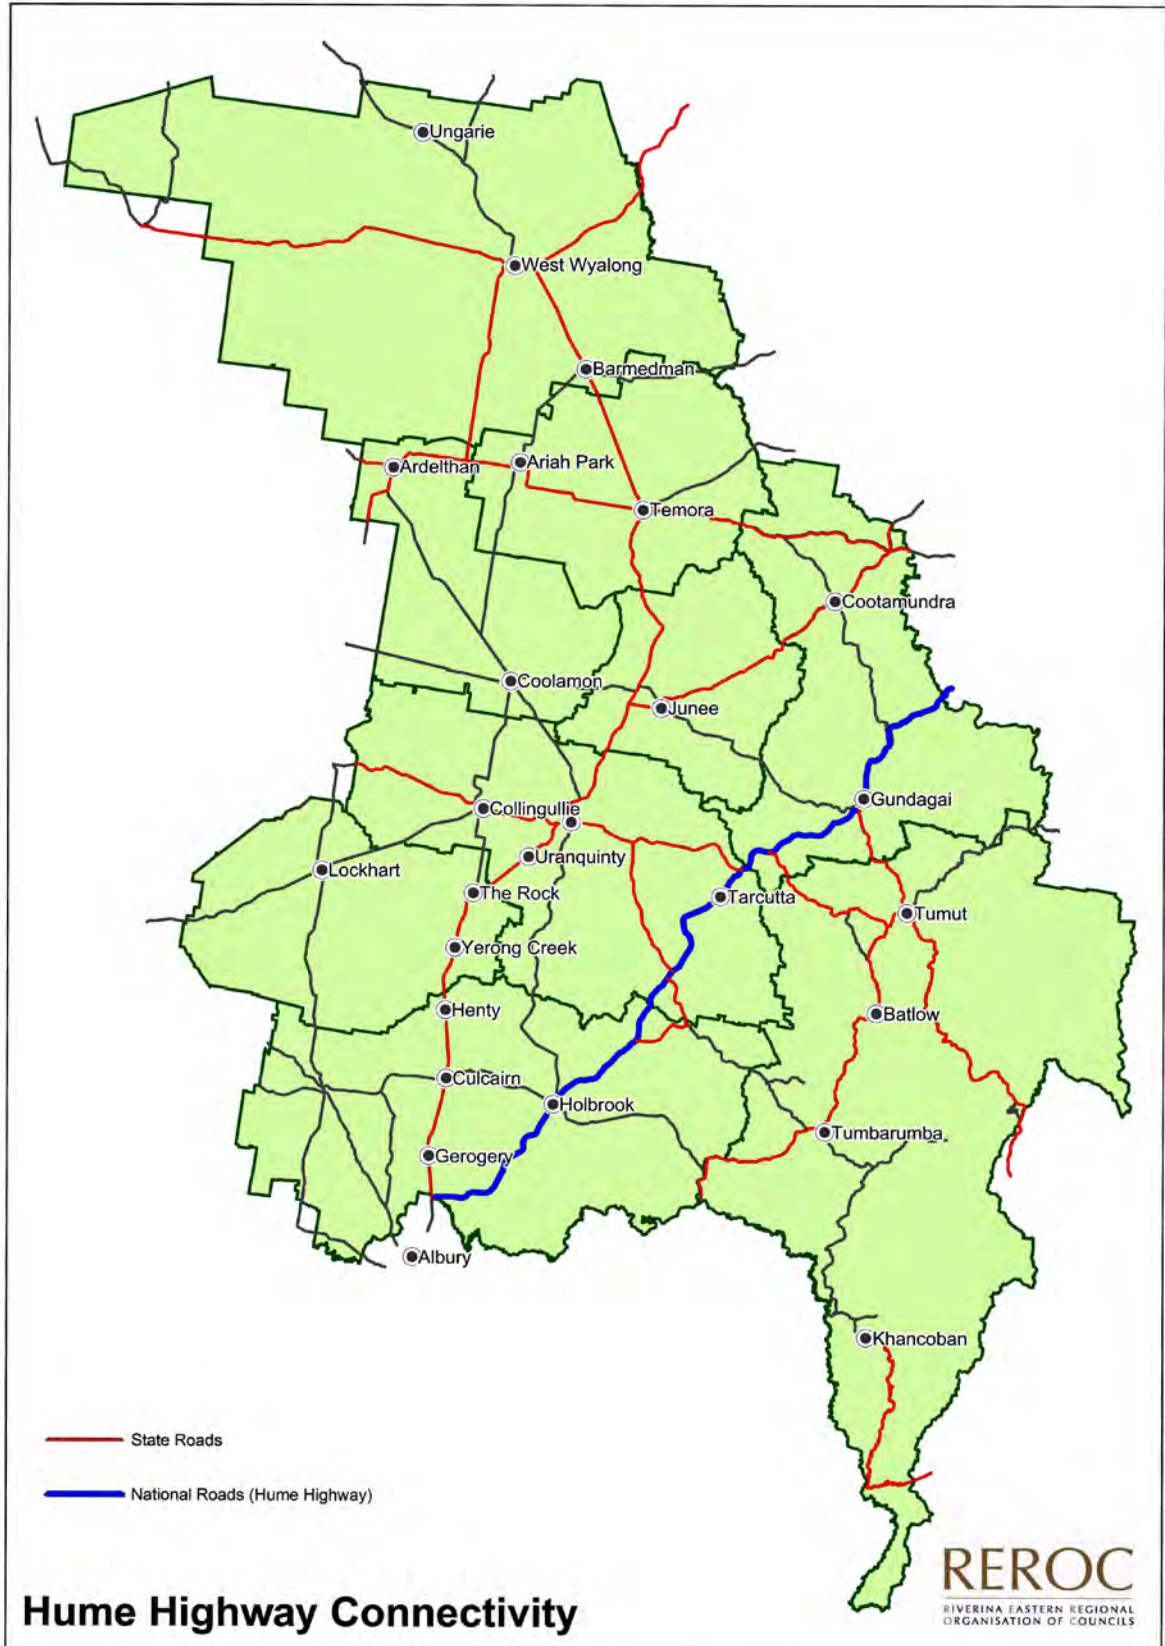 Ungarie
West Wyalong
Barmedman
Ardelthan
Ariah Park
Temora
Cootamundra
Coolamon
Junee
Gundagai
Collingullie
Uranquinty
Lockhart
The Rock
Tarcutta
Tumut
Yerong Creek
Henty
Batlow
Culcairn
Holbrook
Tumbarumba
Gerogery
Albury
Khancoban
State Roads
National Roads (Hume Highway)
Hume Highway Connectivity
REROC
RIVERINA EASTERN REGIONAL
ORGANISATION OF COUNCILS